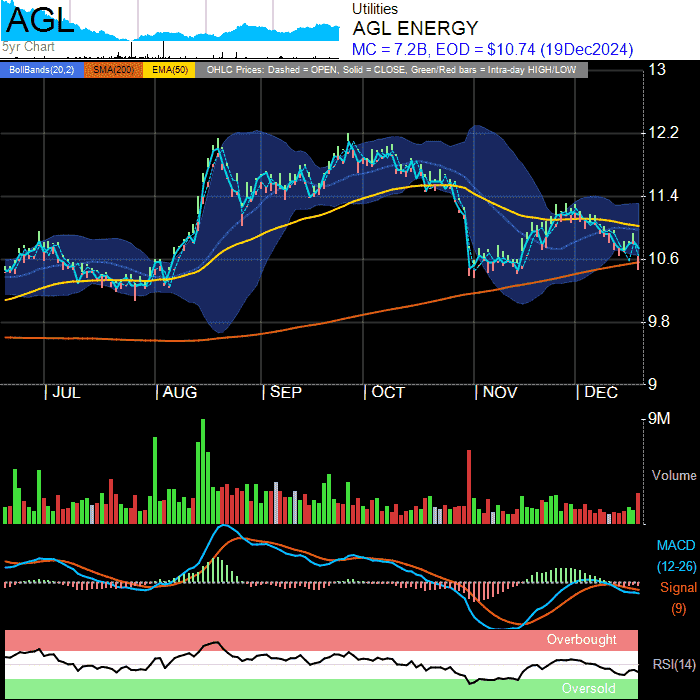 AGL
5yr Chart
Utilities
AGL ENERGY
MC = 7.2B, EOD = $10.74 (19Dec2024)
BollBands(20,2) SMA(200) EMA(50) OHLC Prices: Dashed = OPEN, Solid = CLOSE, Green/Red bars = Intra-day HIGH/LOW
13
12.2
11.4
10.6
9.8
9
| JUL | AUG | SEP | OCT | NOV | DEC
9M
Volume
MACD
(12-26)
Signal
(9)
Overbought
RSI(14)
Oversold